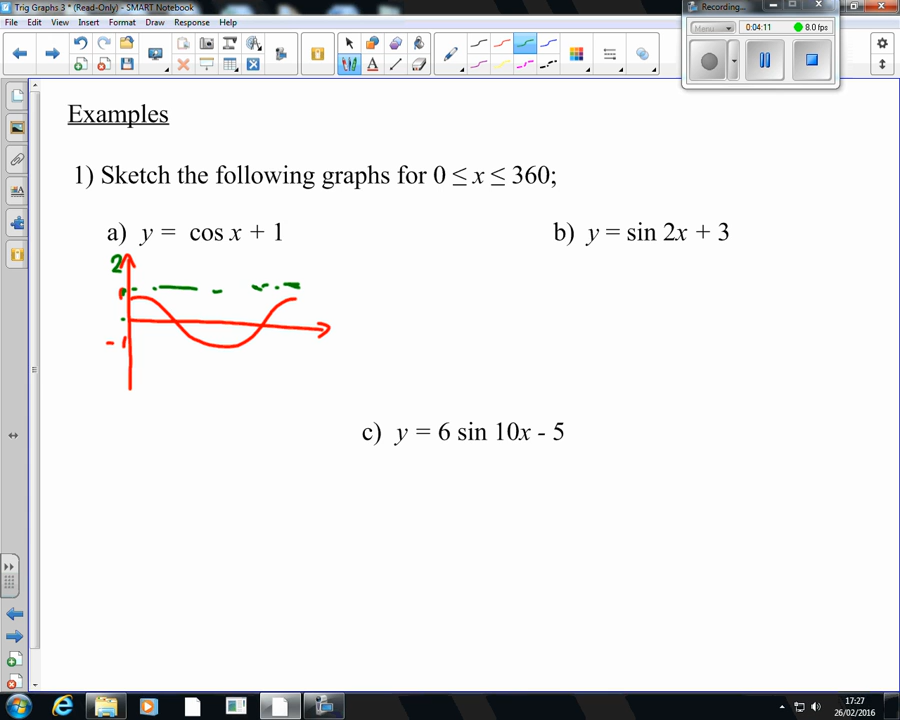 Trig Graphs 3 * (Read-Only) - SMART Notebook
Recording...
File Edit View Insert Format Draw Response Help
Menu
0:04:11
8.0 fps
Examples
1) Sketch the following graphs for 0 ≤ x ≤ 360;
a) y = cos x + 1
b) y = sin 2x + 3
2
1
-1
c) y = 6 sin 10x - 5
17:27
26/02/2016